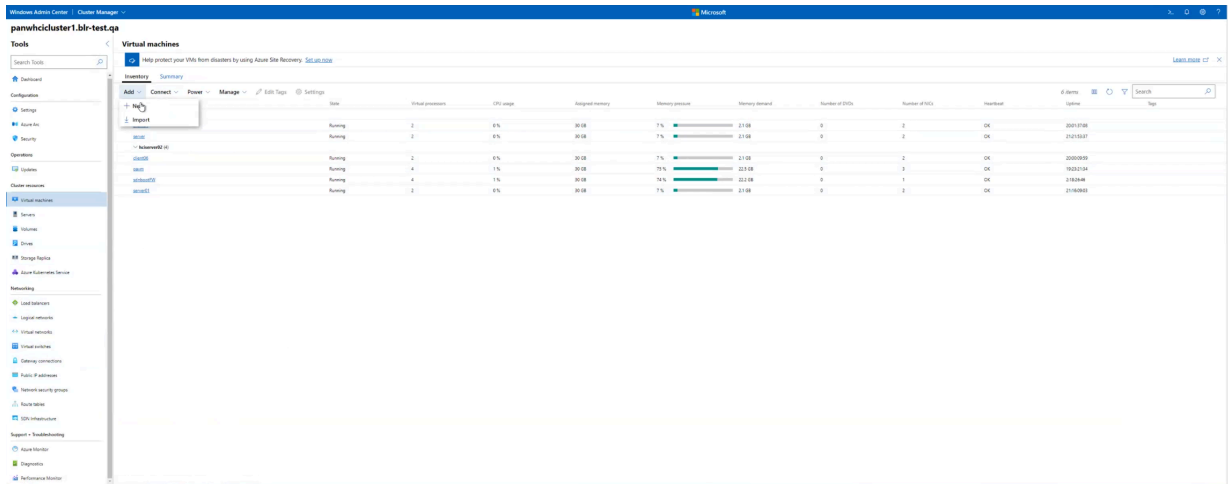 Windows Admin Center | Cluster Manager
Microsoft
panwhcicluster1.blr-test.qa
Tools
Virtual machines
Search Tools
Help protect your VMs from disasters by using Azure Site Recovery. Set up now
Learn more
Inventory Summary
Dashboard
Add Connect Power Manage Edit Tags Settings
6 items Search
Configuration
New
State Virtual processors CPU usage Assigned memory Memory pressure Memory demand Number of DVDs Number of NICs Heartbeat Uptime Tags
Settings
Import
Azure Arc
Running 2 0 % 30 GB 7 % 2.1 GB 0 2 OK
Security
server Running 2 0 % 30 GB 7 % 2.1 GB 0 2 OK
hciserver02 (4)
Operations
Running 2 0 % 30 GB 7 % 2.1 GB 0 2 OK
Updates
Running 4 1 % 30 GB 75 % 22.5 GB 0 3 OK
Cluster resources
Running 4 1 % 30 GB 74 % 22.2 GB 0 1 OK
Virtual machines
Running 2 0 % 30 GB 7 % 2.1 GB 0 2 OK
Servers
Volumes
Drives
Storage Replica
Azure Kubernetes Service
Networking
Load balancers
Logical networks
Virtual networks
Virtual switches
Gateway connections
Public IP addresses
Network security groups
Route tables
SDN Infrastructure
Support + Troubleshooting
Azure Monitor
Diagnostics
Performance Monitor